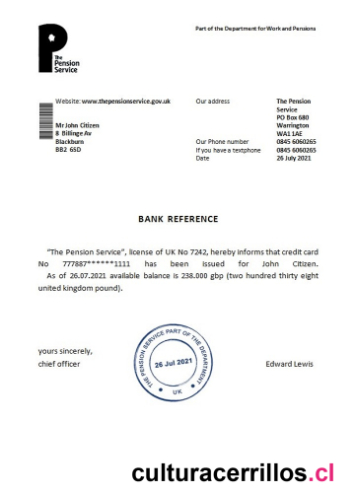 Part of the Department for Work and Pensions
The
Pension
Service
Website: www.thepensionservice.gov.uk
Our address
The Pension
Service
PO Box 680
Warrington
WA1 1AE
Mr John Citizen
8 Billinge Av
Blackburn
BB2 6SD
Our Phone number
0845 6060265
If you have a textphone
0845 6060265
Date
26 July 2021
BANK REFERENCE
"The Pension Service", license of UK No 7242, hereby informs that credit card
No 777887******1111 has been issued for John Citizen.
As of 26.07.2021 available balance is 238.000 gbp (two hundred thirty eight
united kingdom pound).
yours sincerely,
chief officer
THE PENSION SERVICE PART OF THE DEPARTMENT
26 Jul 2021
UK
Edward Lewis
culturacerrillos.cl